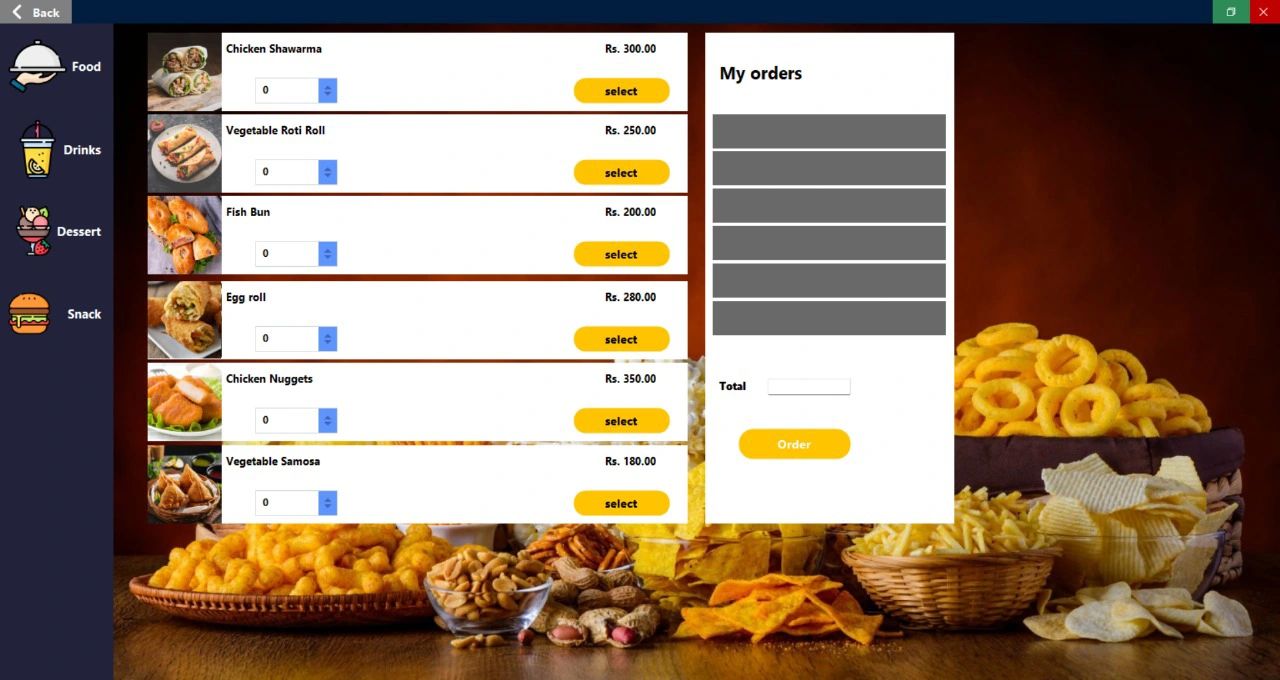 Back
Food
Drinks
Dessert
Snack
Chicken Shawarma Rs. 300.00
0 select
Vegetable Roti Roll Rs. 250.00
0 select
Fish Bun Rs. 200.00
0 select
Egg roll Rs. 280.00
0 select
Chicken Nuggets Rs. 350.00
0 select
Vegetable Samosa Rs. 180.00
0 select
My orders
Total
Order